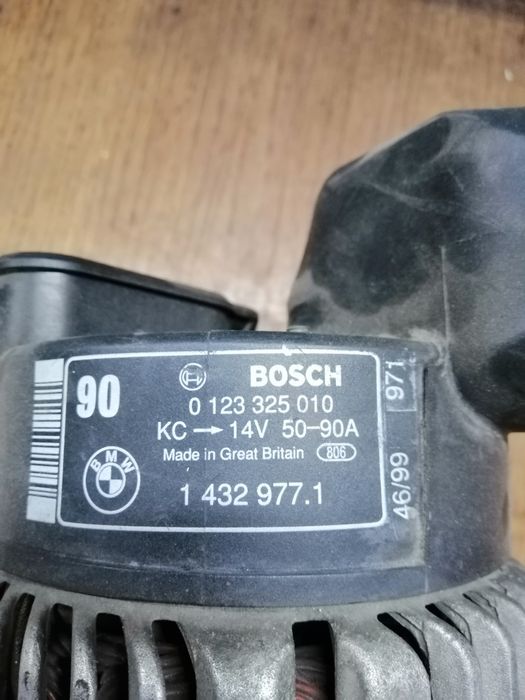 90
BOSCH
0 123 325 010
KC → 14V 50-90A
Made in Great Britain 806
BMW
1 432 977.1
971
46/99